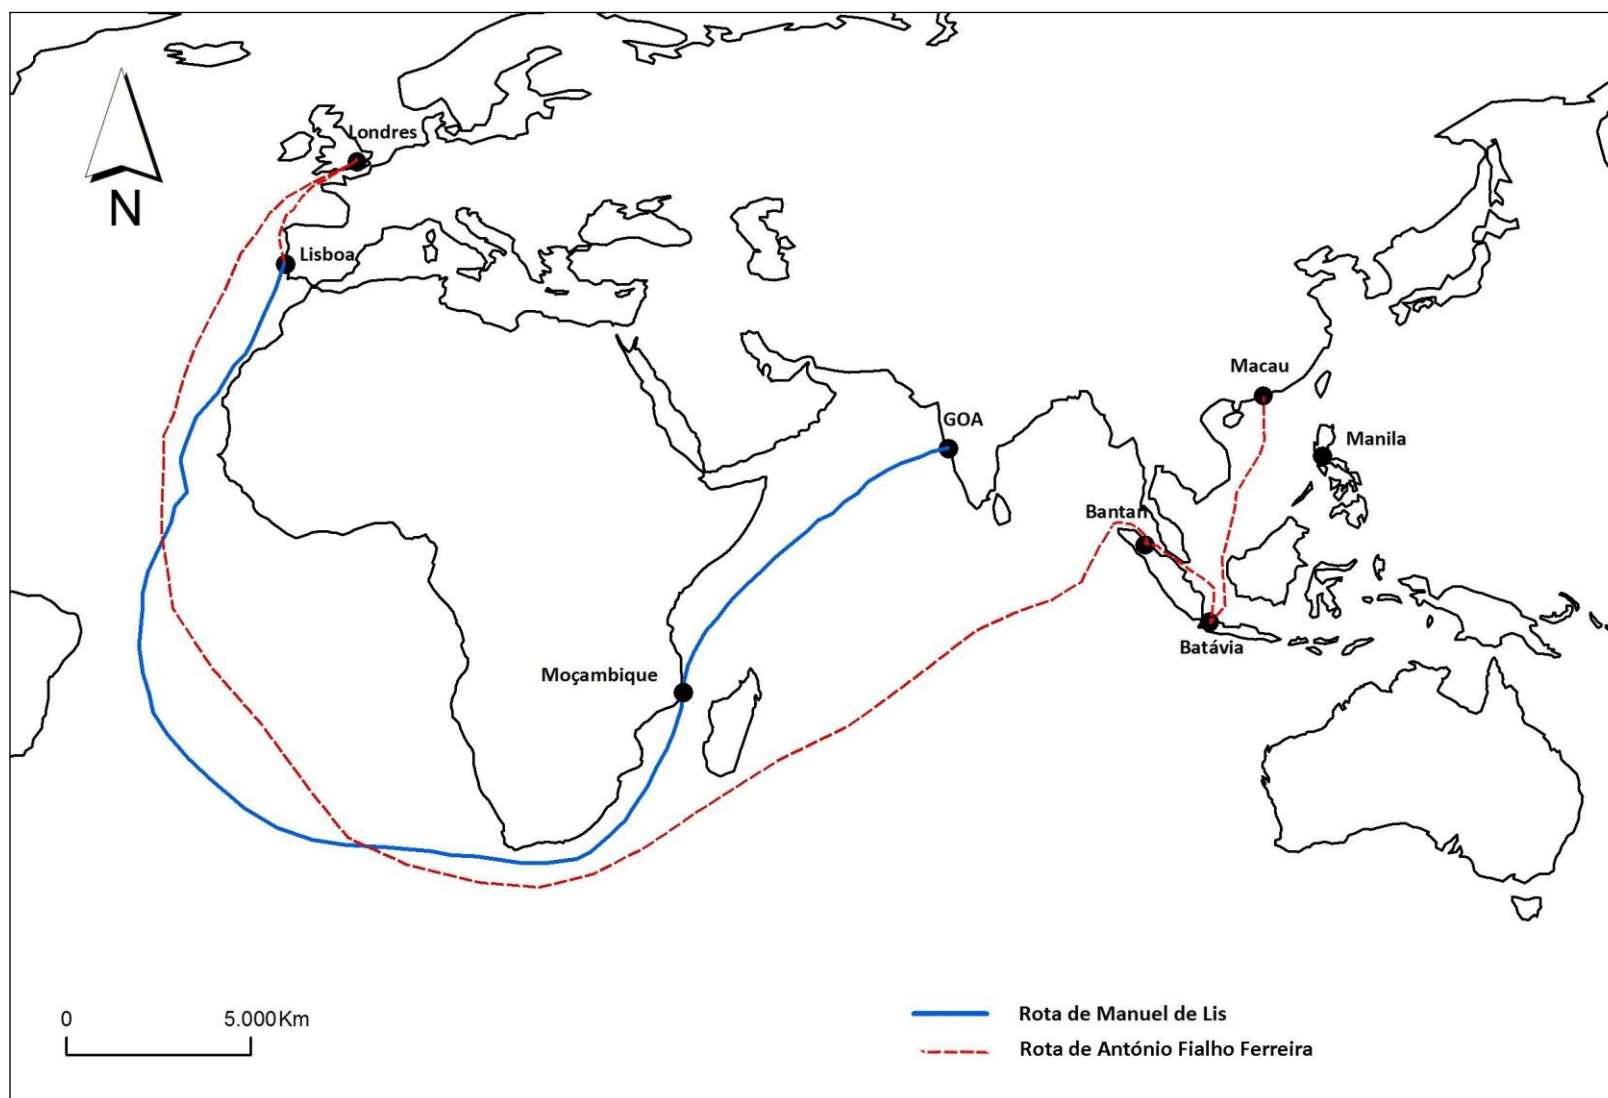 Londres
N
Lisboa
Macau
GOA
Manila
Bantan
Batávia
Moçambique
0 5.000Km
Rota de Manuel de Lis
Rota de António Fialho Ferreira